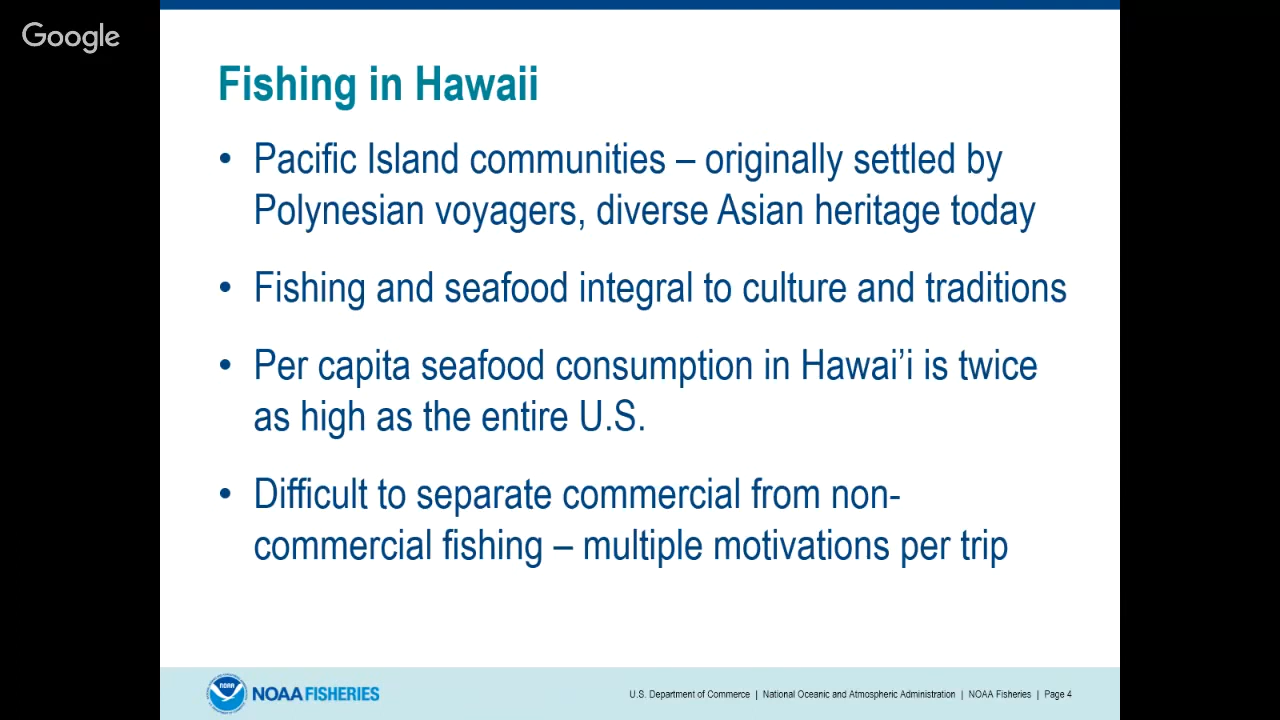 Google
Fishing in Hawaii
• Pacific Island communities – originally settled by
Polynesian voyagers, diverse Asian heritage today
• Fishing and seafood integral to culture and traditions
• Per capita seafood consumption in Hawai’i is twice
as high as the entire U.S.
• Difficult to separate commercial from non-
commercial fishing – multiple motivations per trip
NOAA
NOAA FISHERIES
U.S. Department of Commerce | National Oceanic and Atmospheric Administration | NOAA Fisheries | Page 4